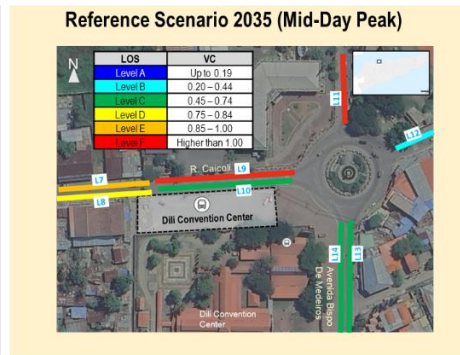 Reference Scenario 2035 (Mid-Day Peak)
N
LOS VC
Level A Up to 0.19
Level B 0.20 – 0.44
Level C 0.45 – 0.74
Level D 0.75 – 0.84
Level E 0.85 – 1.00
Level F Higher than 1.00
L11
L12
R. Caicoli
L9
L7
L10
L8
Dili Convention Center
L14
L13
Avenida Bispo
De Medeiros
Dili Convention
Center